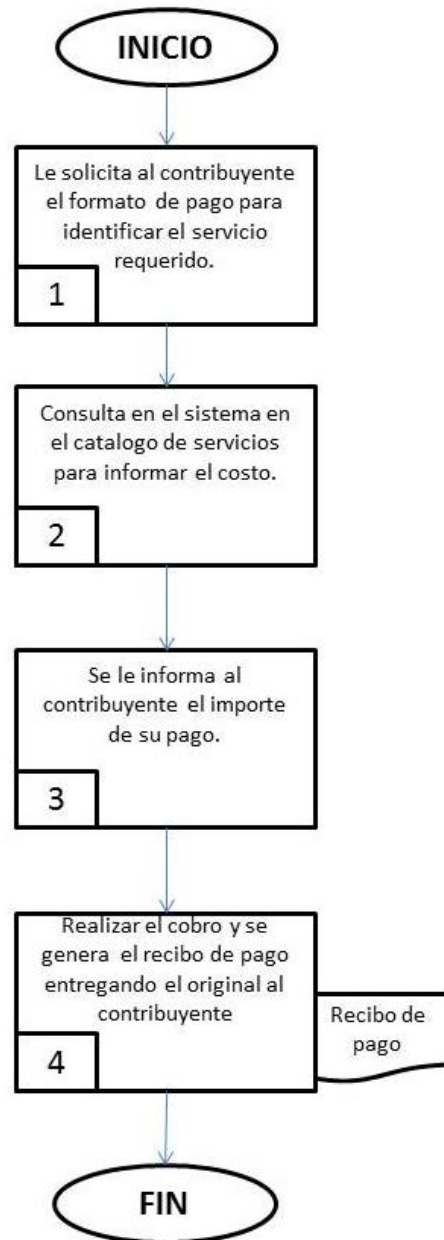 INICIO
Le solicita al contribuyente
el formato de pago para
identificar el servicio
requerido.
1
Consulta en el sistema en
el catalogo de servicios
para informar el costo.
2
Se le informa al
contribuyente el importe
de su pago.
3
Realizar el cobro y se
genera el recibo de pago
entregando el original al
contribuyente
4
Recibo de
pago
FIN